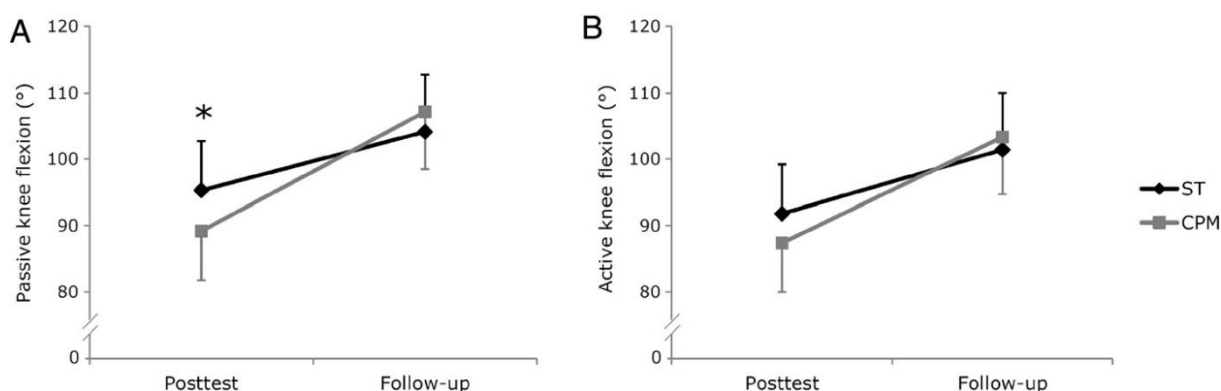 A
Passive knee flexion (°)
120
110
100
90
80
0
*
Posttest
Follow-up
B
Active knee flexion (°)
120
110
100
90
80
0
Posttest
Follow-up
ST
CPM